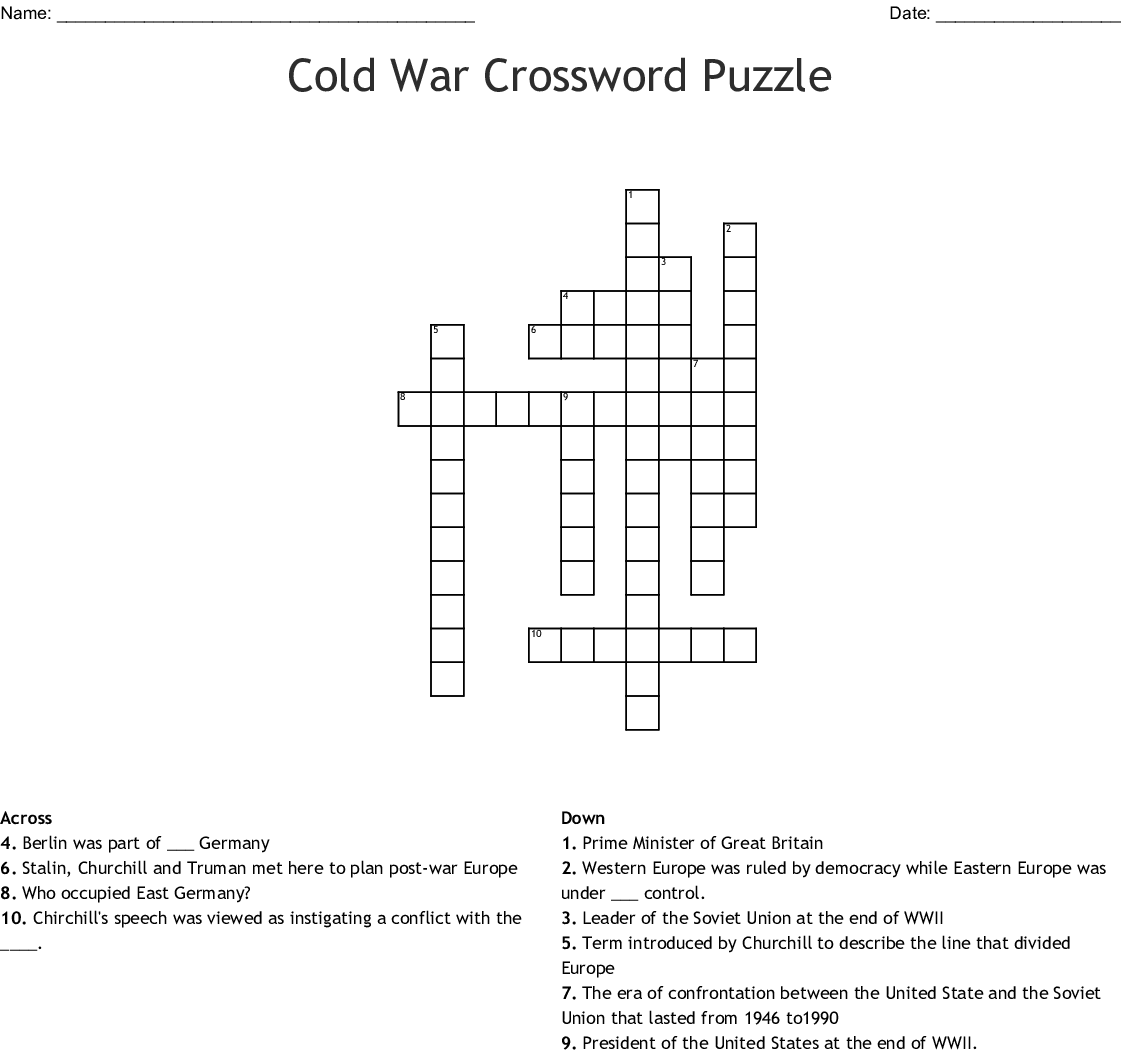 Name: ___________________________________________ Date: ___________________
Cold War Crossword Puzzle
1
2
3
4
5 6
7
8 9
10
Across
4. Berlin was part of ___ Germany
6. Stalin, Churchill and Truman met here to plan post-war Europe
8. Who occupied East Germany?
10. Chirchill's speech was viewed as instigating a conflict with the
____.
Down
1. Prime Minister of Great Britain
2. Western Europe was ruled by democracy while Eastern Europe was
under ___ control.
3. Leader of the Soviet Union at the end of WWII
5. Term introduced by Churchill to describe the line that divided
Europe
7. The era of confrontation between the United State and the Soviet
Union that lasted from 1946 to1990
9. President of the United States at the end of WWII.